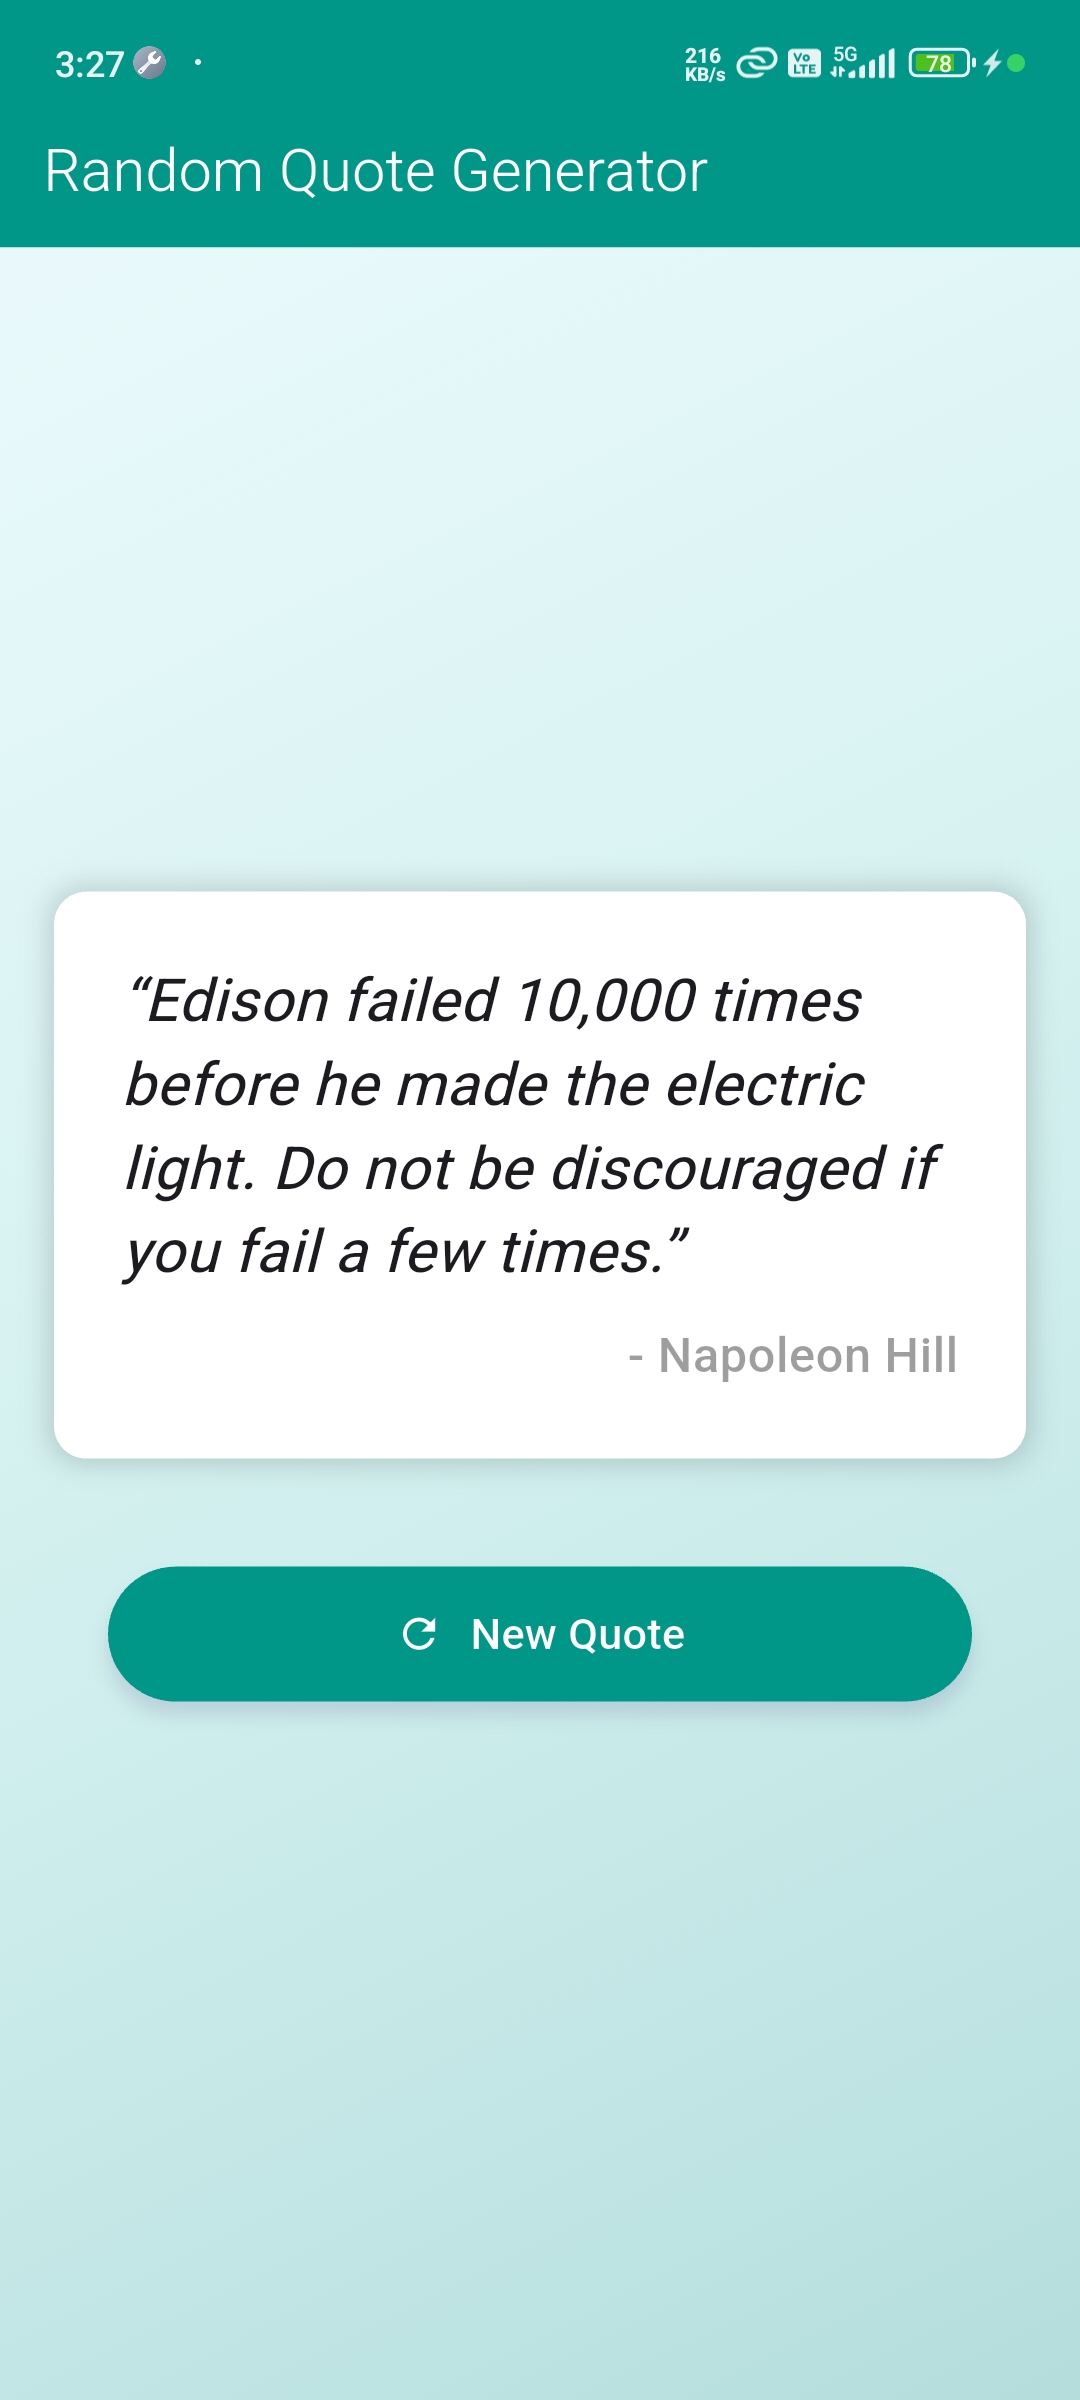 3:27
216
KB/s
Vo
LTE
5G
78
Random Quote Generator
“Edison failed 10,000 times
before he made the electric
light. Do not be discouraged if
you fail a few times.”
- Napoleon Hill
New Quote